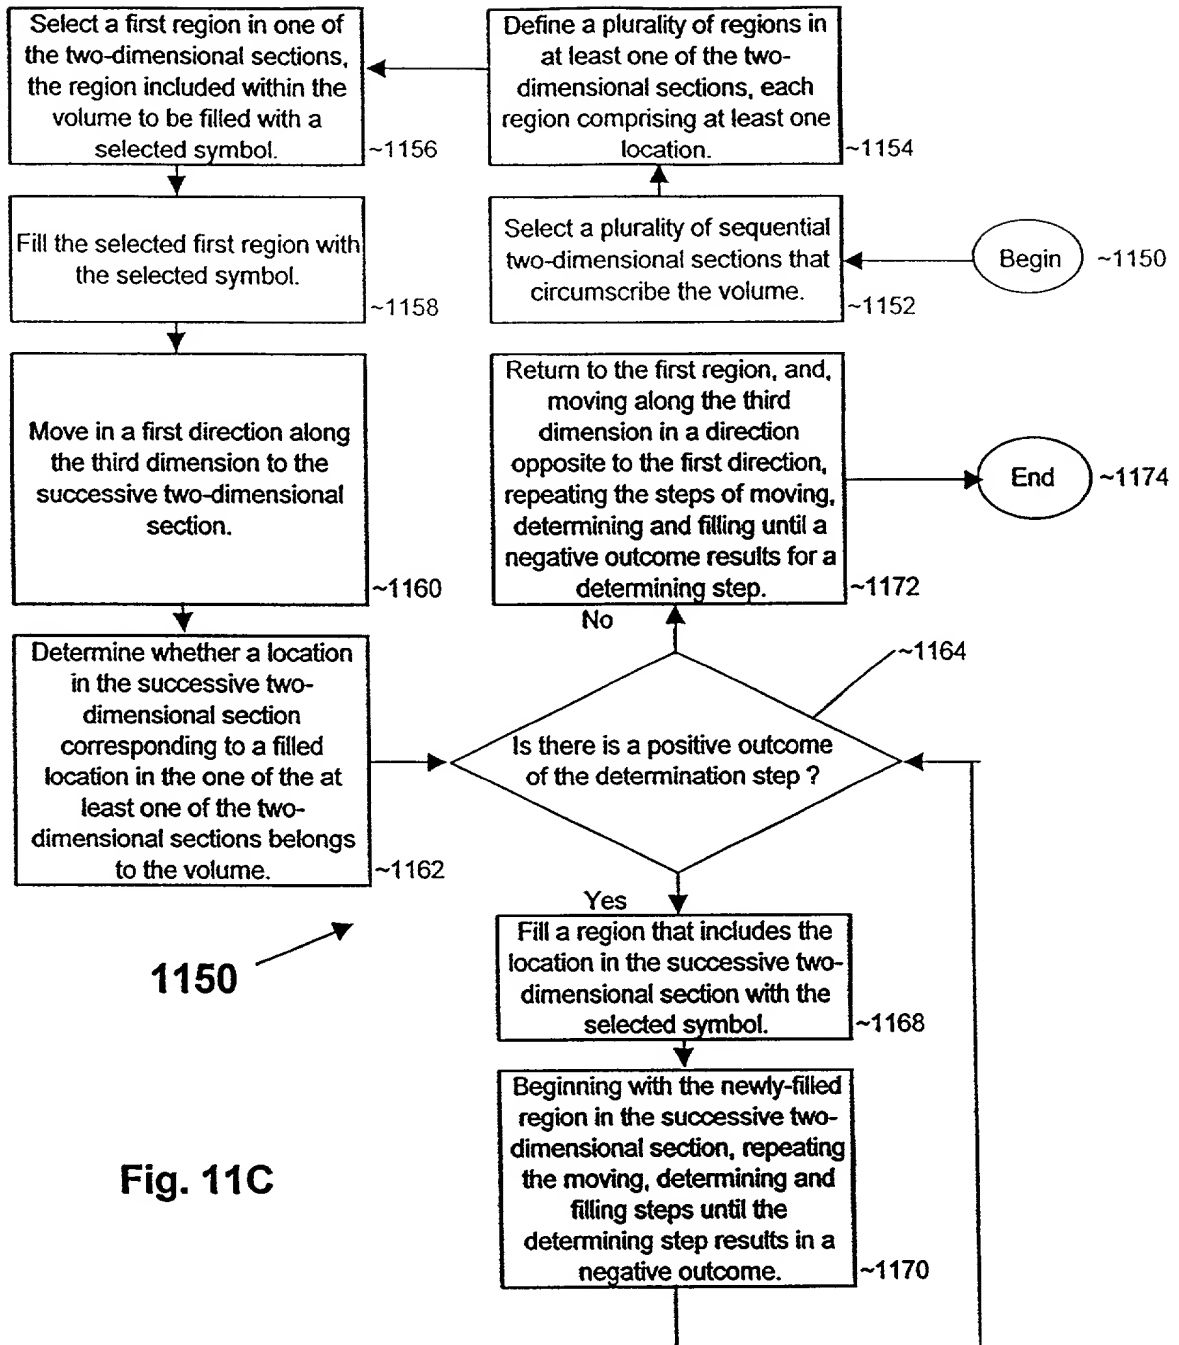 Begin
~1150
Select a plurality of sequential
two-dimensional sections that
circumscribe the volume.
~1152
Define a plurality of regions in
at least one of the two-
dimensional sections, each
region comprising at least one
location.
~1154
Select a first region in one of
the two-dimensional sections,
the region included within the
volume to be filled with a
selected symbol.
~1156
Fill the selected first region with
the selected symbol.
~1158
Move in a first direction along
the third dimension to the
successive two-dimensional
section.
~1160
Determine whether a location
in the successive two-
dimensional section
corresponding to a filled
location in the one of the at
least one of the two-
dimensional sections belongs
to the volume.
~1162
Is there is a positive outcome
of the determination step ?
~1164
No
Return to the first region, and,
moving along the third
dimension in a direction
opposite to the first direction,
repeating the steps of moving,
determining and filling until a
negative outcome results for a
determining step.
~1172
End
~1174
Yes
Fill a region that includes the
location in the successive two-
dimensional section with the
selected symbol.
~1168
Beginning with the newly-filled
region in the successive two-
dimensional section, repeating
the moving, determining and
filling steps until the
determining step results in a
negative outcome.
~1170
1150
Fig. 11C